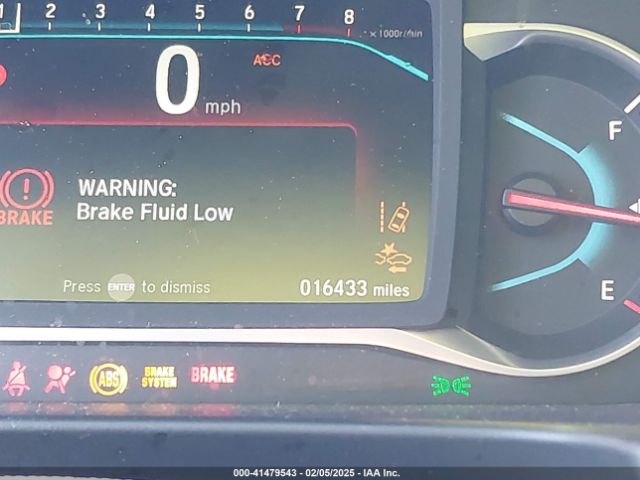 1 2 3 4 5 6 7 8
x 1000r/min
ACC
0 mph
F
WARNING:
Brake Fluid Low
BRAKE
E
Press ENTER to dismiss
016433 miles
ABS
BRAKE SYSTEM
BRAKE
000-41479543 - 02/05/2025 - IAA Inc.